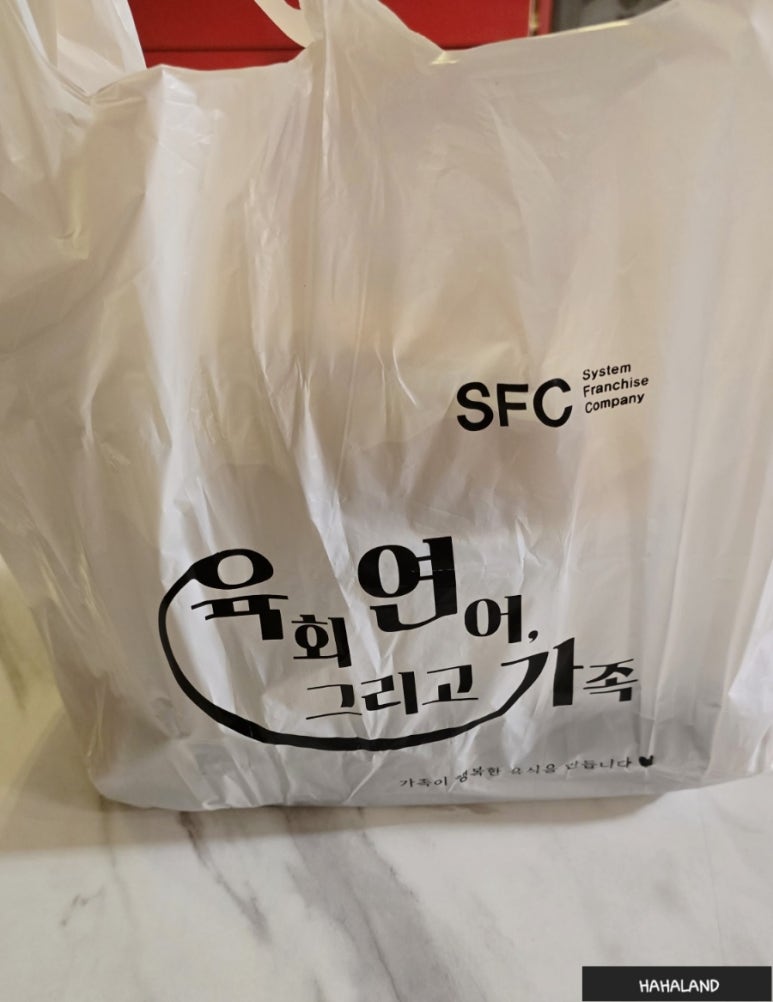 SFC
System
Franchise
Company
육회연어,
그리고 가족
가족이 행복한 음식을 만듭니다
HAHALAND